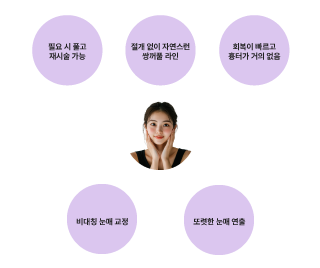 필요 시 풀고
재시술 가능
절개 없이 자연스런
쌍꺼풀 라인
회복이 빠르고
흉터가 거의 없음
비대칭 눈매 교정
또렷한 눈매 연출